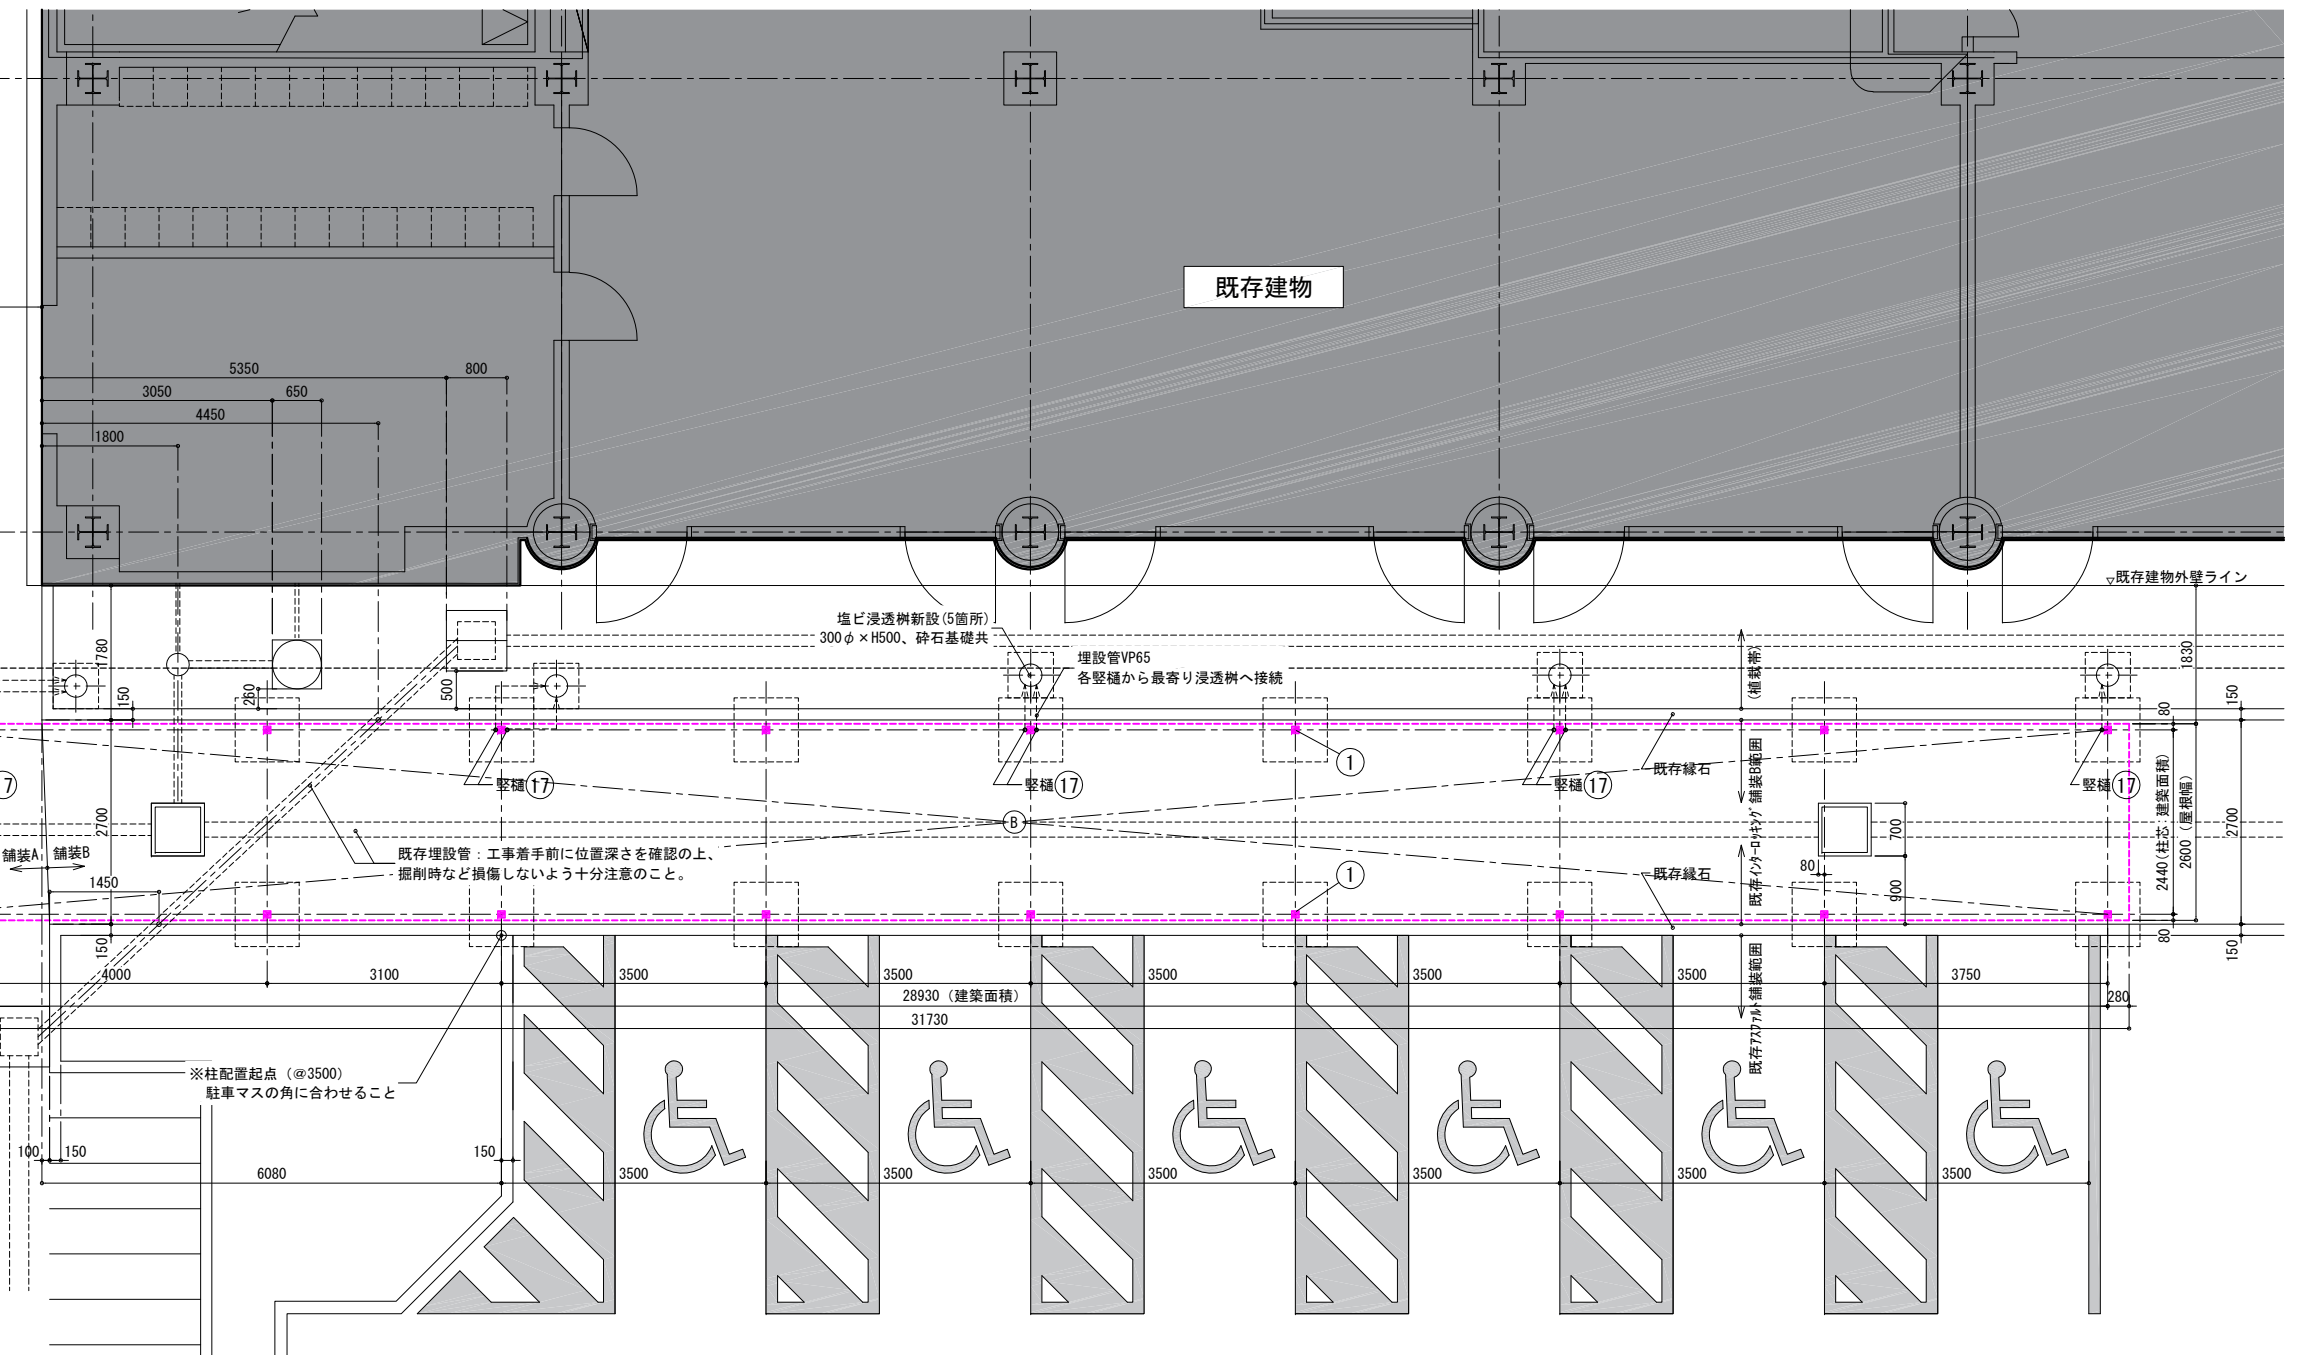 既存建物
5350
800
3050
650
4450
1800
▽既存建物外壁ライン
塩ビ浸透桝新設(5箇所)
300φ×H500、砕石基礎共
埋設管VP65
各竪樋から最寄り浸透桝へ接続
(植栽帯)
1780
150
260
500
1830
150
80
竪樋⑰
竪樋⑰
①
竪樋⑰
竪樋⑰
既存縁石
既存インターロッキング舗装B範囲
2440(柱芯:建築面積)
2600(屋根幅)
2700
2700
B
700
900
80
既存埋設管:工事着手前に位置深さを確認の上、
掘削時など損傷しないよう十分注意のこと。
舗装A
舗装B
1450
①
既存縁石
150
80
150
既存アスファルト舗装範囲
4000
3100
3500
3500
3500
3500
3500
3750
28930(建築面積)
280
31730
※柱配置起点(@3500)
駐車マスの角に合わせること
100
150
150
6080
3500
3500
3500
3500
3500
3500